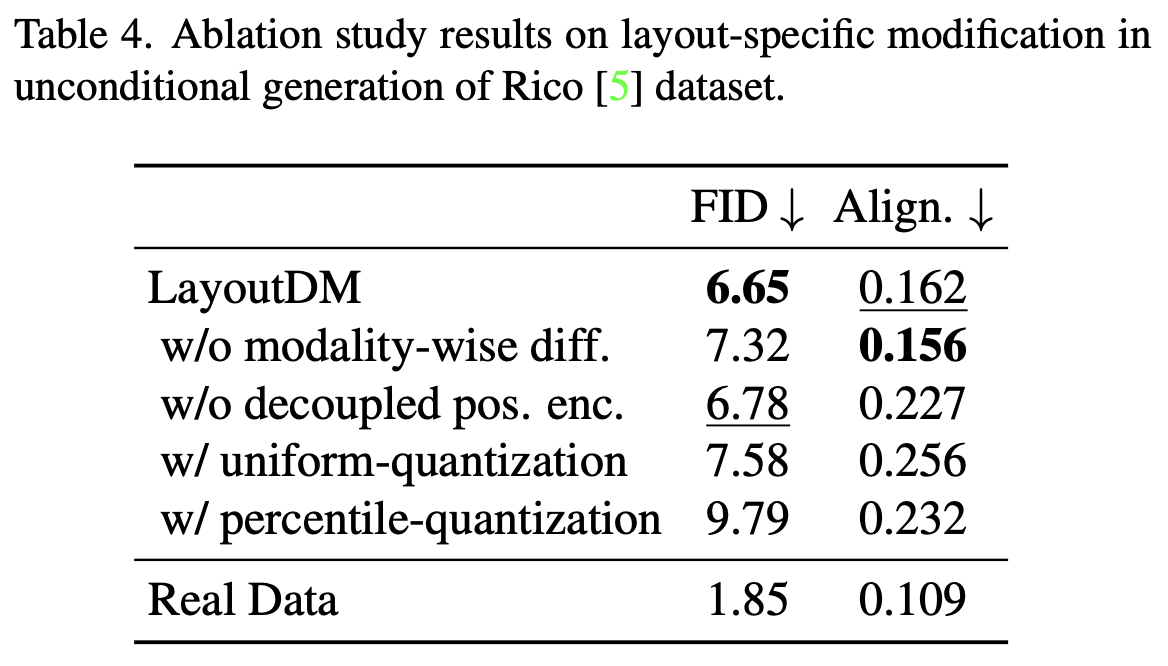 Table 4. Ablation study results on layout-specific modification in
unconditional generation of Rico [5] dataset.
FID ↓ Align. ↓
LayoutDM 6.65 0.162
w/o modality-wise diff. 7.32 0.156
w/o decoupled pos. enc. 6.78 0.227
w/ uniform-quantization 7.58 0.256
w/ percentile-quantization 9.79 0.232
Real Data 1.85 0.109